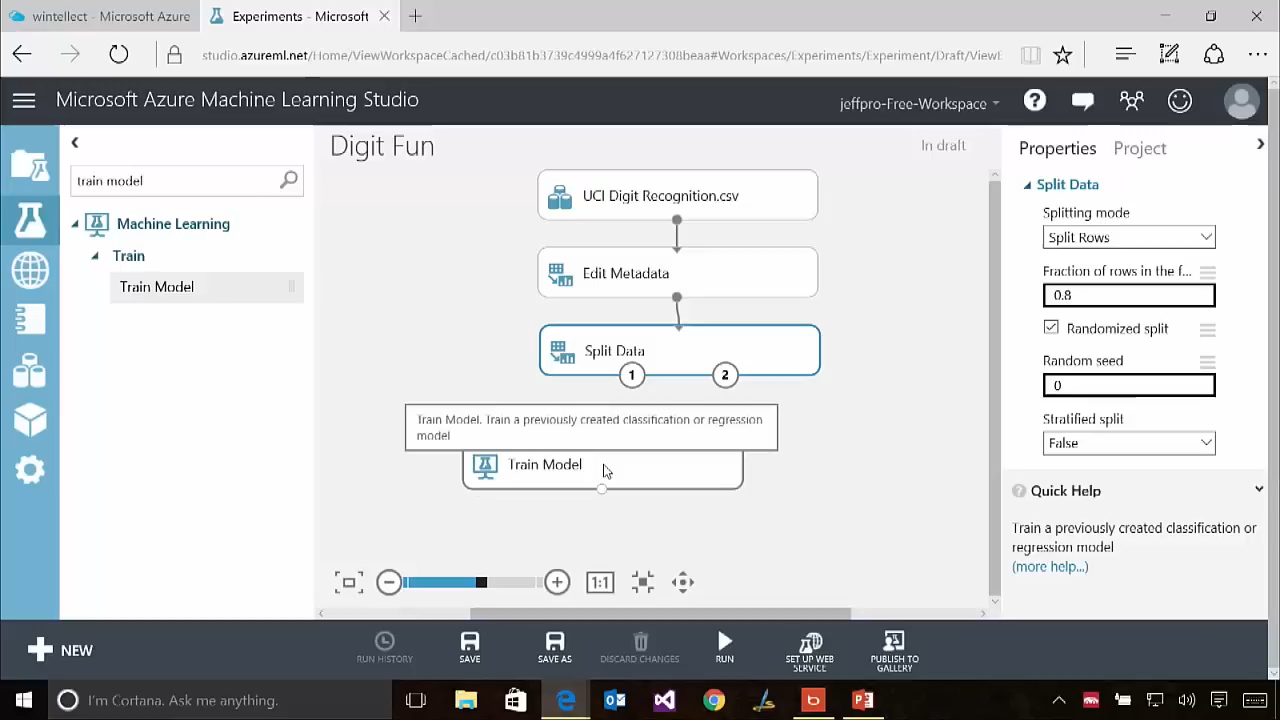 wintellect - Microsoft Azure
Experiments - Microsoft
studio.azureml.net/Home/ViewWorkspaceCached/c03b81b3739c4999a4f627127308beaa#Workspaces/Experiments/Experiment/Draft/ViewE
Microsoft Azure Machine Learning Studio
jeffpro-Free-Workspace
?
train model
Machine Learning
Train
Train Model
Digit Fun
In draft
UCI Digit Recognition.csv
Edit Metadata
Split Data
1
2
Train Model. Train a previously created classification or regression
model
Train Model
1:1
Properties
Project
Split Data
Splitting mode
Split Rows
Fraction of rows in the f...
0.8
Randomized split
Random seed
0
Stratified split
False
? Quick Help
Train a previously created classification or
regression model
(more help...)
NEW
RUN HISTORY
SAVE
SAVE AS
DISCARD CHANGES
RUN
SET UP WEB
SERVICE
PUBLISH TO
GALLERY
I'm Cortana. Ask me anything.